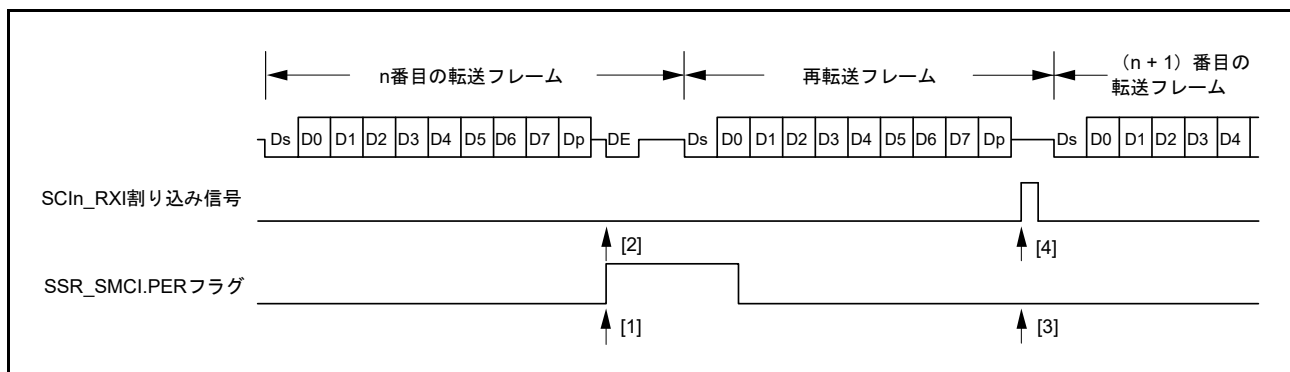 n番目の転送フレーム
再転送フレーム
（n + 1）番目の
転送フレーム
Ds D0 D1 D2 D3 D4 D5 D6 D7 Dp DE Ds D0 D1 D2 D3 D4 D5 D6 D7 Dp Ds D0 D1 D2 D3 D4
SCIn_RXI割り込み信号
[2] [4]
SSR_SMCI.PERフラグ
[1] [3]